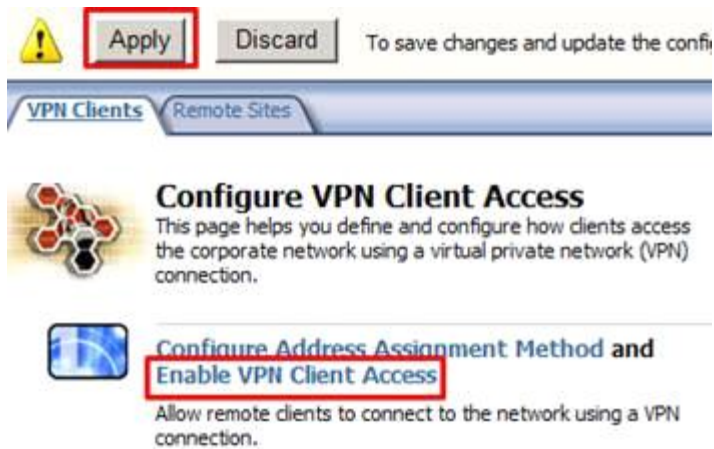 Apply Discard To save changes and update the config
VPN Clients Remote Sites
Configure VPN Client Access
This page helps you define and configure how clients access
the corporate network using a virtual private network (VPN)
connection.
Configure Address Assignment Method and
Enable VPN Client Access
Allow remote clients to connect to the network using a VPN
connection.